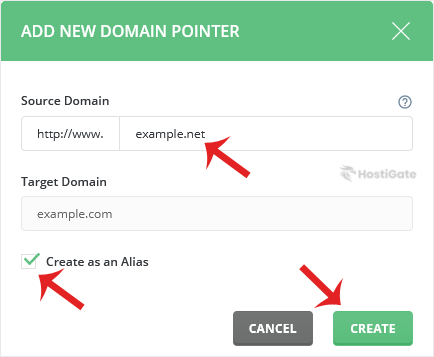 ADD NEW DOMAIN POINTER
Source Domain
http://www. example.net
HostiGate
Target Domain
example.com
Create as an Alias
CANCEL CREATE